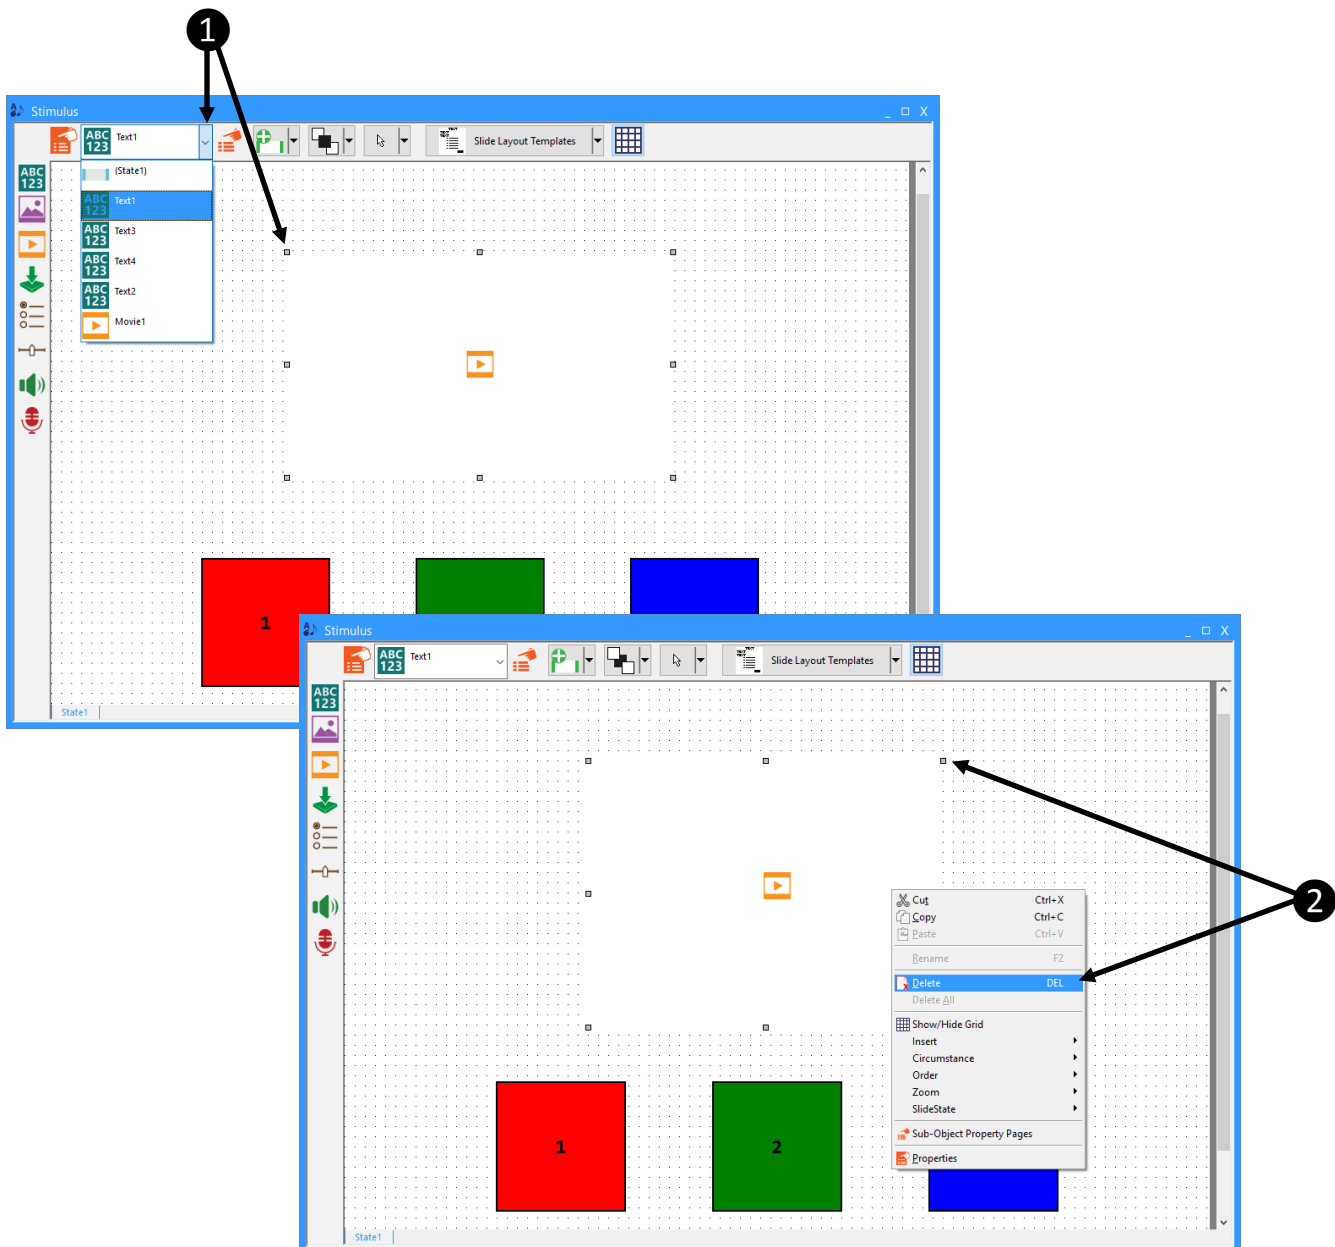 1
Stimulus
ABC
123
Text1
Slide Layout Templates
ABC
123
(State1)
ABC
123
Text1
ABC
123
Text3
ABC
123
Text4
ABC
123
Text2
Movie1
1
State1
Stimulus
ABC
123
Text1
Slide Layout Templates
ABC
123
2
Cut Ctrl+X
Copy Ctrl+C
Paste Ctrl+V
Rename F2
Delete DEL
Delete All
Show/Hide Grid
Insert
Circumstance
Order
Zoom
SlideState
Sub-Object Property Pages
Properties
1
2
State1